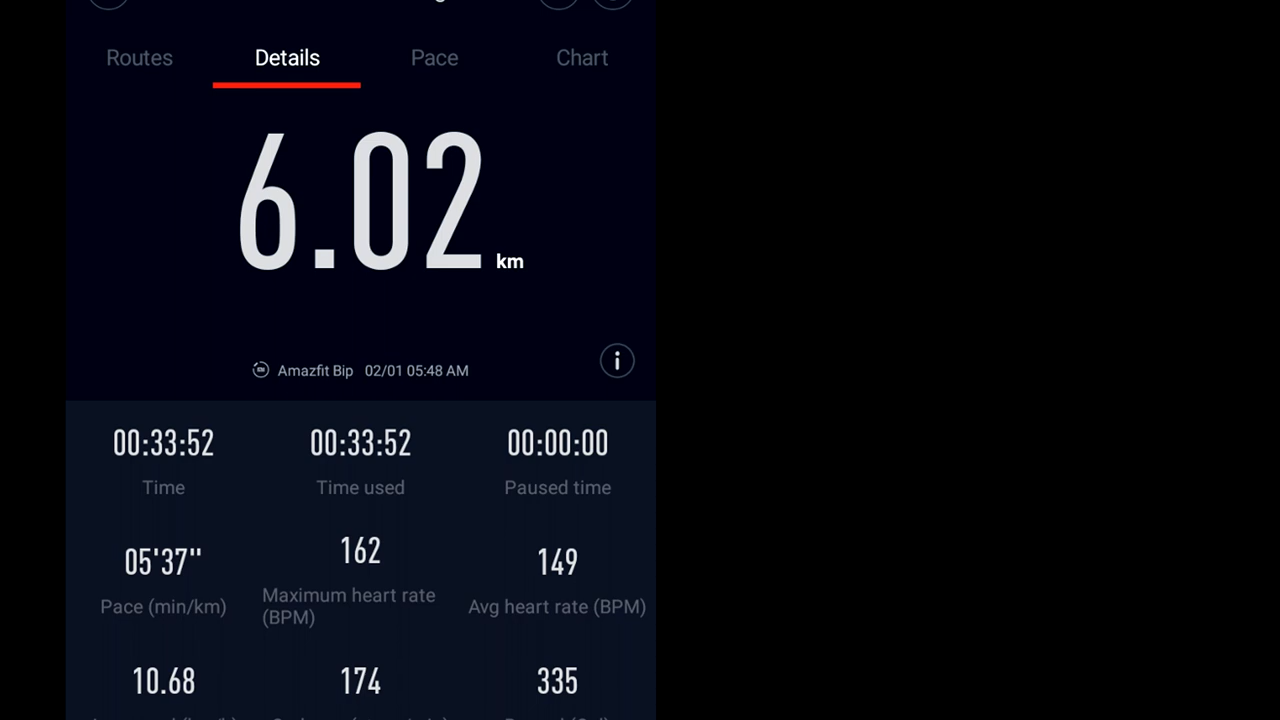 Routes Details Pace Chart
6.02 km
Amazfit Bip 02/01 05:48 AM
00:33:52 00:33:52 00:00:00
Time Time used Paused time
05'37" 162 149
Pace (min/km) Maximum heart rate (BPM) Avg heart rate (BPM)
10.68 174 335